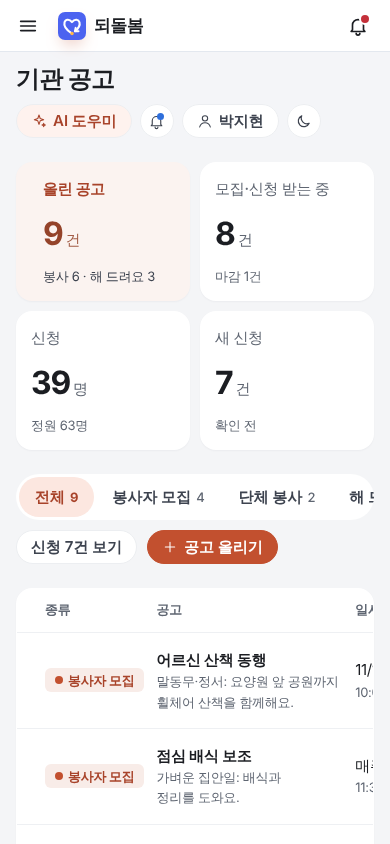 되돌봄
기관 공고
AI 도우미
박지현
올린 공고
9건
봉사 6 · 해 드려요 3
모집·신청 받는 중
8건
마감 1건
신청
39명
정원 63명
새 신청
7건
확인 전
전체 9
봉사자 모집 4
단체 봉사 2
해
신청 7건 보기
+ 공고 올리기
종류
공고
봉사자 모집
어르신 산책 동행
말동무·정서: 요양원 앞 공원까지
휠체어 산책을 함께해요.
11/
10:
봉사자 모집
점심 배식 보조
가벼운 집안일: 배식과
정리를 도와요.
매
11:3